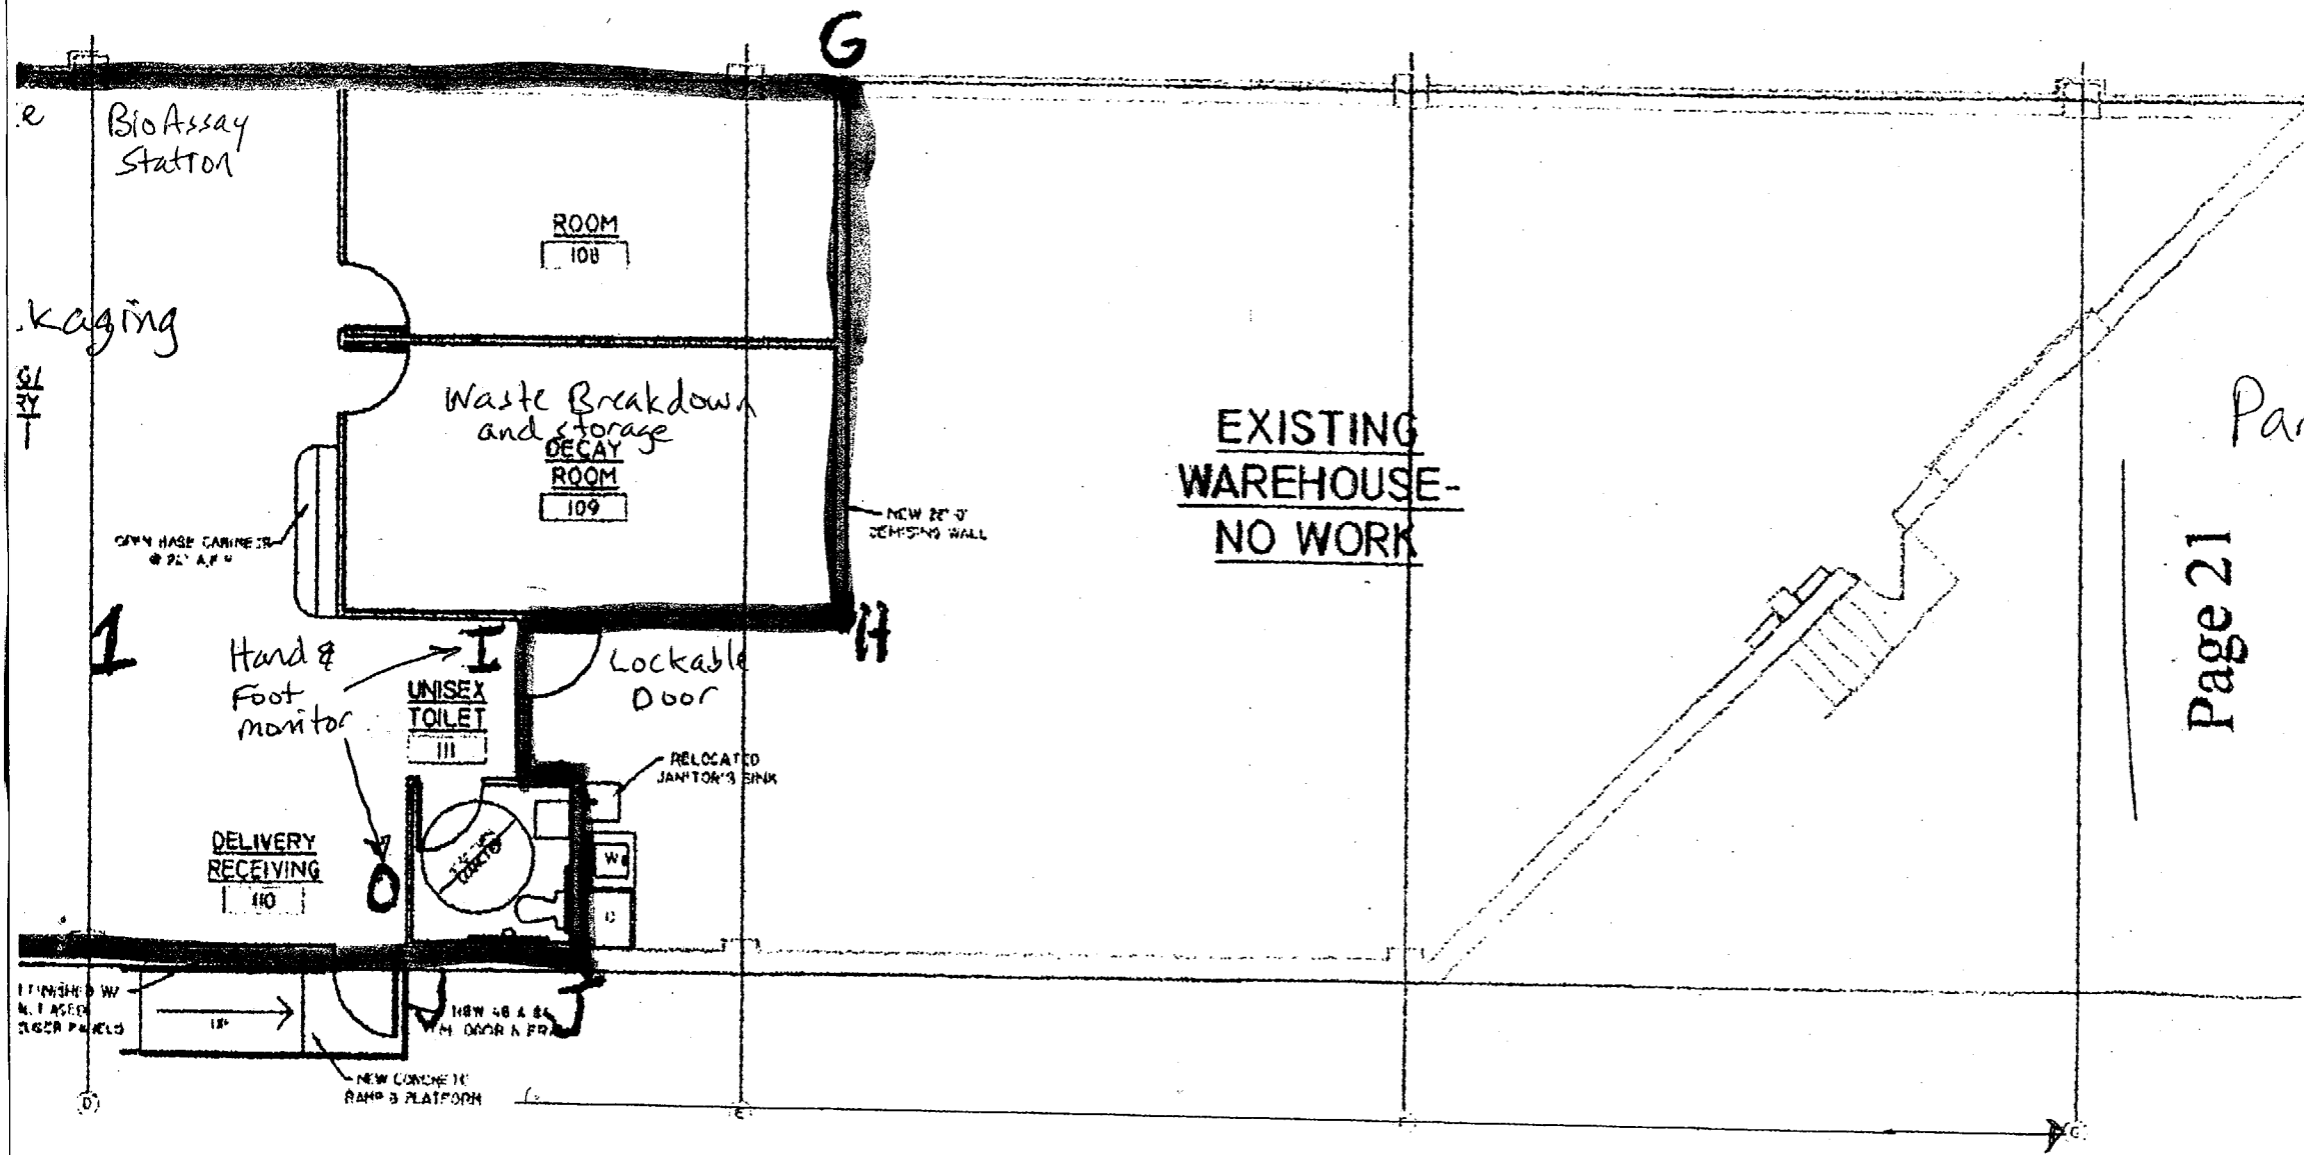 G
BioAssay
Station
ROOM
108
.kaging
Waste Breakdown
and storage
DECAY
ROOM
109
EXISTING
WAREHOUSE-
NO WORK
NEW 22'-0"
DEMISING WALL
Page 21
1
H
I
Hand &
Foot
monitor
Lockable
Door
UNISEX
TOILET
111
RELOCATED
JANITOR'S SINK
DELIVERY
RECEIVING
110
W
D
NEW CONCRETE
RAMP & PLATFORM
D
E
F
G